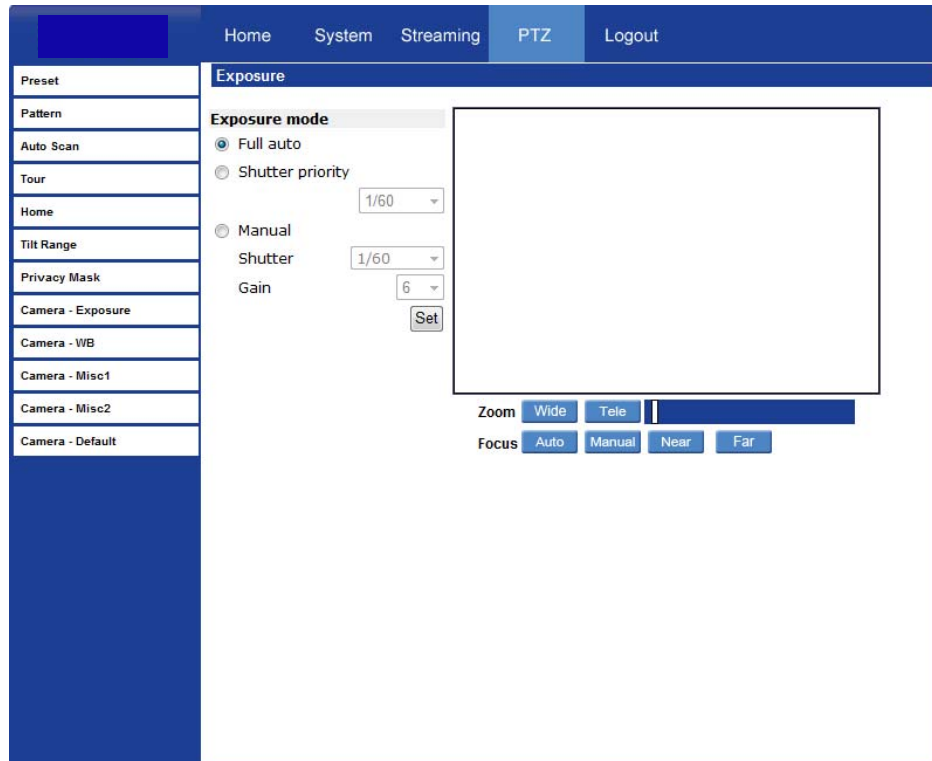 Home System Streaming PTZ Logout
Preset
Pattern
Auto Scan
Tour
Home
Tilt Range
Privacy Mask
Camera - Exposure
Camera - WB
Camera - Misc1
Camera - Misc2
Camera - Default
Exposure
Exposure mode
Full auto
Shutter priority
1/60
Manual
Shutter 1/60
Gain 6
Set
Zoom Wide Tele
Focus Auto Manual Near Far